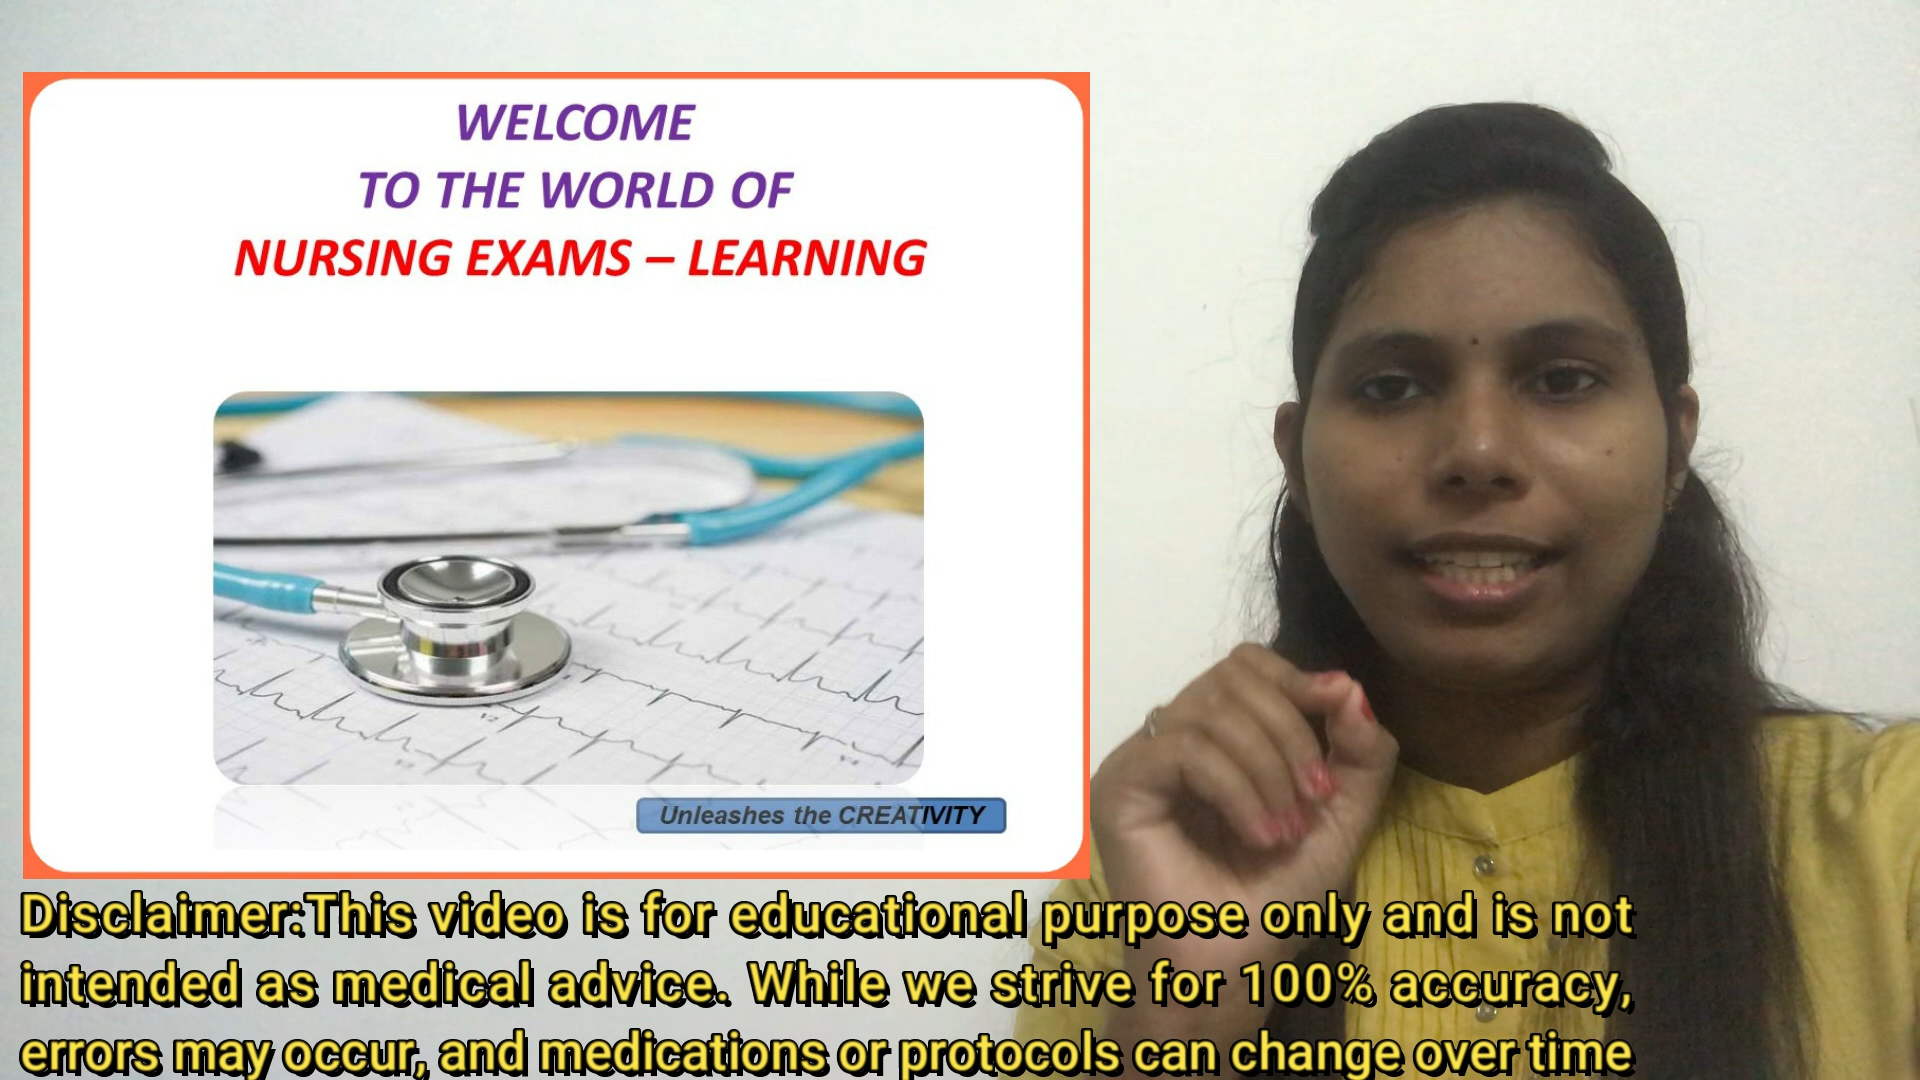 WELCOME
TO THE WORLD OF
NURSING EXAMS – LEARNING
Unleashes the CREATIVITY
Disclaimer:This video is for educational purpose only and is not
intended as medical advice. While we strive for 100% accuracy,
errors may occur, and medications or protocols can change over time